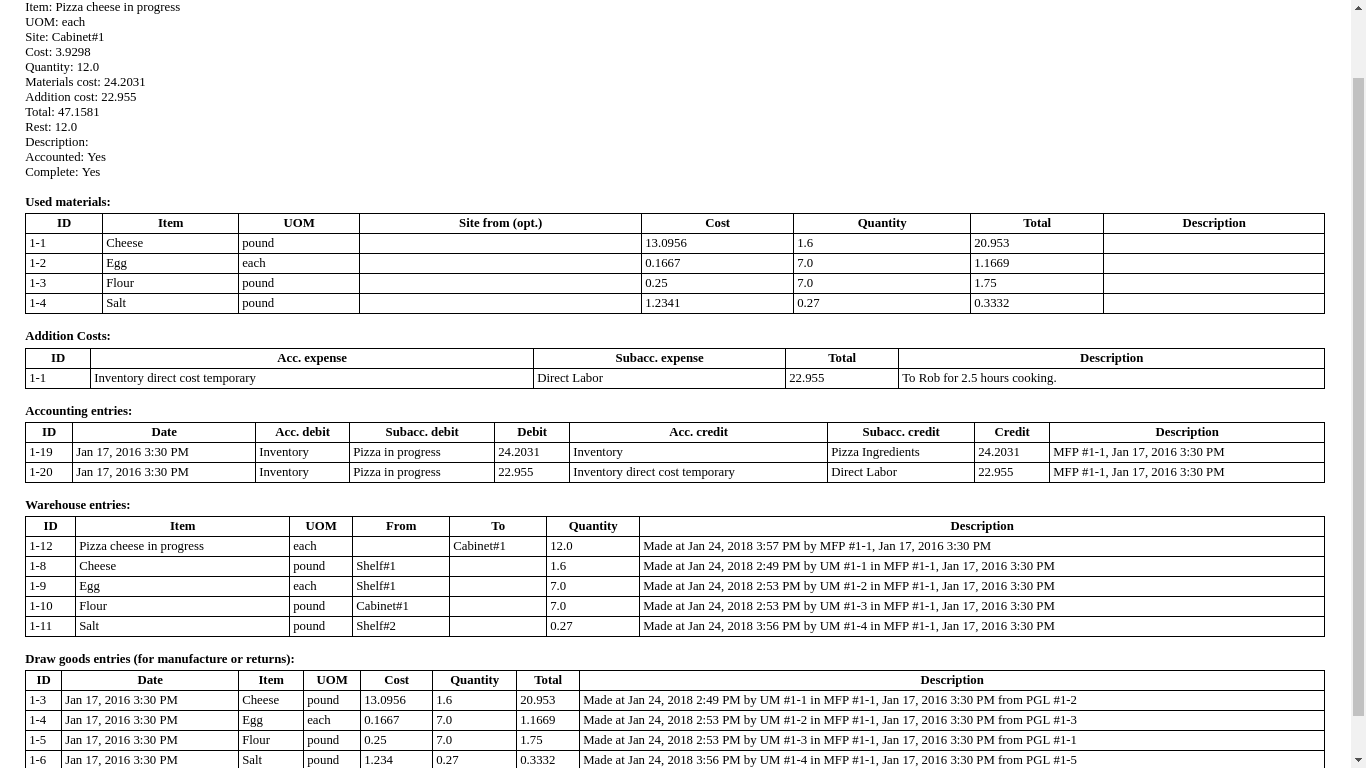 Item: Pizza cheese in progress
UOM: each
Site: Cabinet#1
Cost: 3.9298
Quantity: 12.0
Materials cost: 24.2031
Addition cost: 22.955
Total: 47.1581
Rest: 12.0
Description:
Accounted: Yes
Complete: Yes
Used materials:
ID Item UOM Site from (opt.) Cost Quantity Total Description
1-1 Cheese pound 13.0956 1.6 20.953
1-2 Egg each 0.1667 7.0 1.1669
1-3 Flour pound 0.25 7.0 1.75
1-4 Salt pound 1.2341 0.27 0.3332
Addition Costs:
ID Acc. expense Subacc. expense Total Description
1-1 Inventory direct cost temporary Direct Labor 22.955 To Rob for 2.5 hours cooking.
Accounting entries:
ID Date Acc. debit Subacc. debit Debit Acc. credit Subacc. credit Credit Description
1-19 Jan 17, 2016 3:30 PM Inventory Pizza in progress 24.2031 Inventory Pizza Ingredients 24.2031 MFP #1-1, Jan 17, 2016 3:30 PM
1-20 Jan 17, 2016 3:30 PM Inventory Pizza in progress 22.955 Inventory direct cost temporary Direct Labor 22.955 MFP #1-1, Jan 17, 2016 3:30 PM
Warehouse entries:
ID Item UOM From To Quantity Description
1-12 Pizza cheese in progress each Cabinet#1 12.0 Made at Jan 24, 2018 3:57 PM by MFP #1-1, Jan 17, 2016 3:30 PM
1-8 Cheese pound Shelf#1 1.6 Made at Jan 24, 2018 2:49 PM by UM #1-1 in MFP #1-1, Jan 17, 2016 3:30 PM
1-9 Egg each Shelf#1 7.0 Made at Jan 24, 2018 2:53 PM by UM #1-2 in MFP #1-1, Jan 17, 2016 3:30 PM
1-10 Flour pound Cabinet#1 7.0 Made at Jan 24, 2018 2:53 PM by UM #1-3 in MFP #1-1, Jan 17, 2016 3:30 PM
1-11 Salt pound Shelf#2 0.27 Made at Jan 24, 2018 3:56 PM by UM #1-4 in MFP #1-1, Jan 17, 2016 3:30 PM
Draw goods entries (for manufacture or returns):
ID Date Item UOM Cost Quantity Total Description
1-3 Jan 17, 2016 3:30 PM Cheese pound 13.0956 1.6 20.953 Made at Jan 24, 2018 2:49 PM by UM #1-1 in MFP #1-1, Jan 17, 2016 3:30 PM from PGL #1-2
1-4 Jan 17, 2016 3:30 PM Egg each 0.1667 7.0 1.1669 Made at Jan 24, 2018 2:53 PM by UM #1-2 in MFP #1-1, Jan 17, 2016 3:30 PM from PGL #1-3
1-5 Jan 17, 2016 3:30 PM Flour pound 0.25 7.0 1.75 Made at Jan 24, 2018 2:53 PM by UM #1-3 in MFP #1-1, Jan 17, 2016 3:30 PM from PGL #1-1
1-6 Jan 17, 2016 3:30 PM Salt pound 1.234 0.27 0.3332 Made at Jan 24, 2018 3:56 PM by UM #1-4 in MFP #1-1, Jan 17, 2016 3:30 PM from PGL #1-5